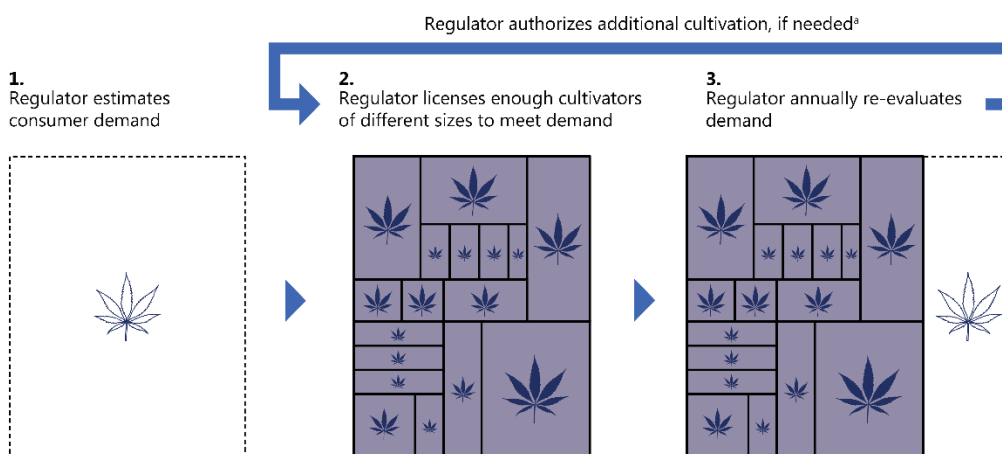 Regulator authorizes additional cultivation, if neededᵃ
1.
Regulator estimates
consumer demand
2.
Regulator licenses enough cultivators
of different sizes to meet demand
3.
Regulator annually re-evaluates
demand